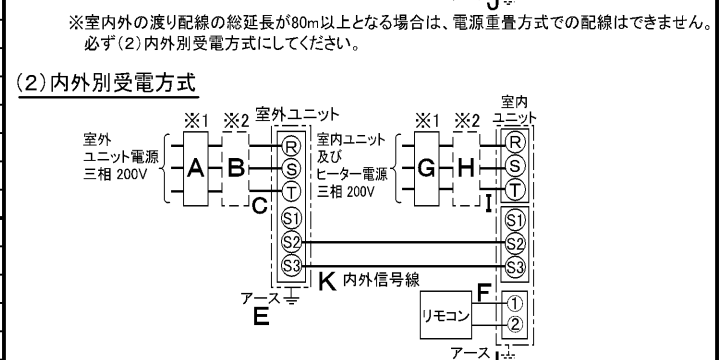 ※室内外の渡り配線の総延長が80m以上となる場合は、電源重畳方式での配線はできません。
必ず(2)内外別受電方式にしてください。
(2)内外別受電方式
※1 ※2 室外ユニット
室外
ユニット電源
三相 200V
A B
R
S
T
C
S1
S2
S3
アース
E
※1 ※2
室内
ユニット
室内ユニット
及び
ヒーター電源
三相 200V
G H
R
S
T
I
S1
S2
S3
K 内外信号線
F
リモコン
①
②
アース